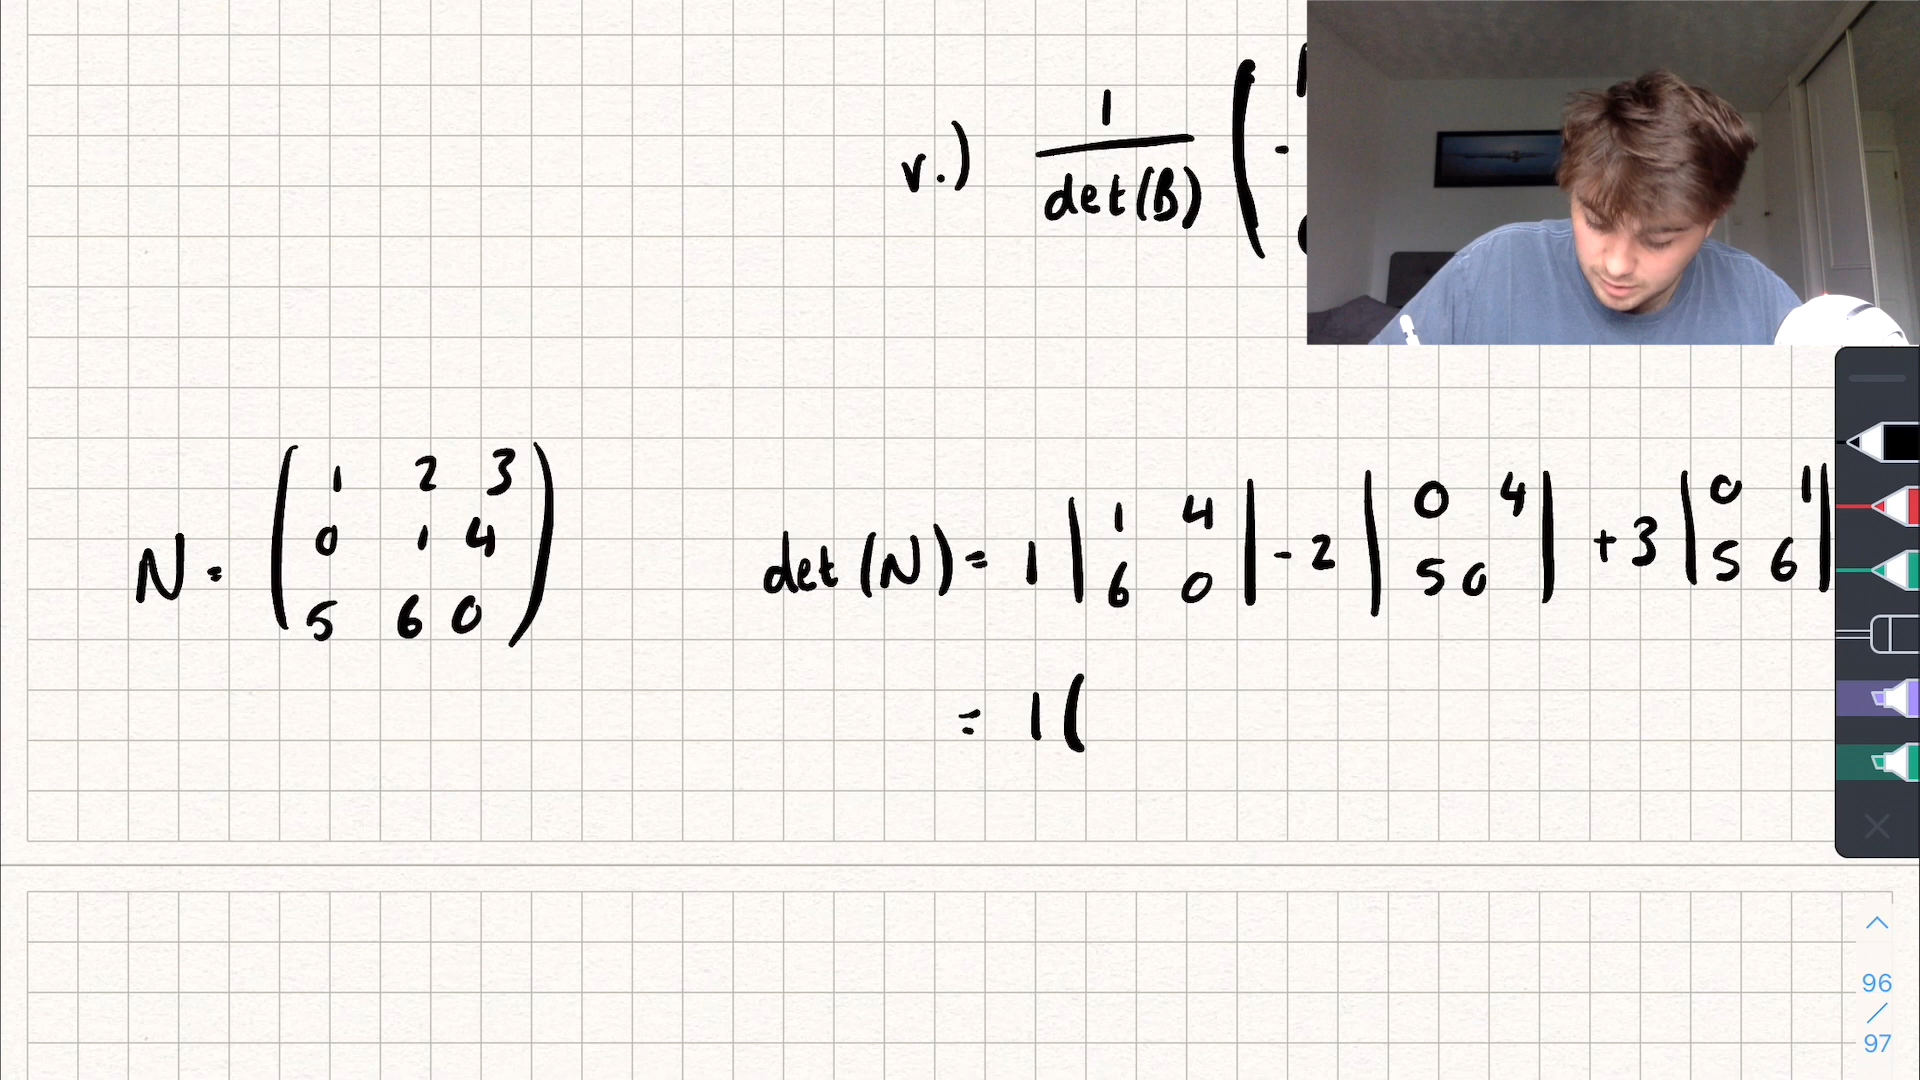 v.) 1/det(B) ( -
N = ( 1 2 3
0 1 4
5 6 0 )
det (N) = 1 | 1 4 | - 2 | 0 4 | + 3 | 0 1 |
| 6 0 | | 5 0 | | 5 6 |
= 1 (
96
/
97